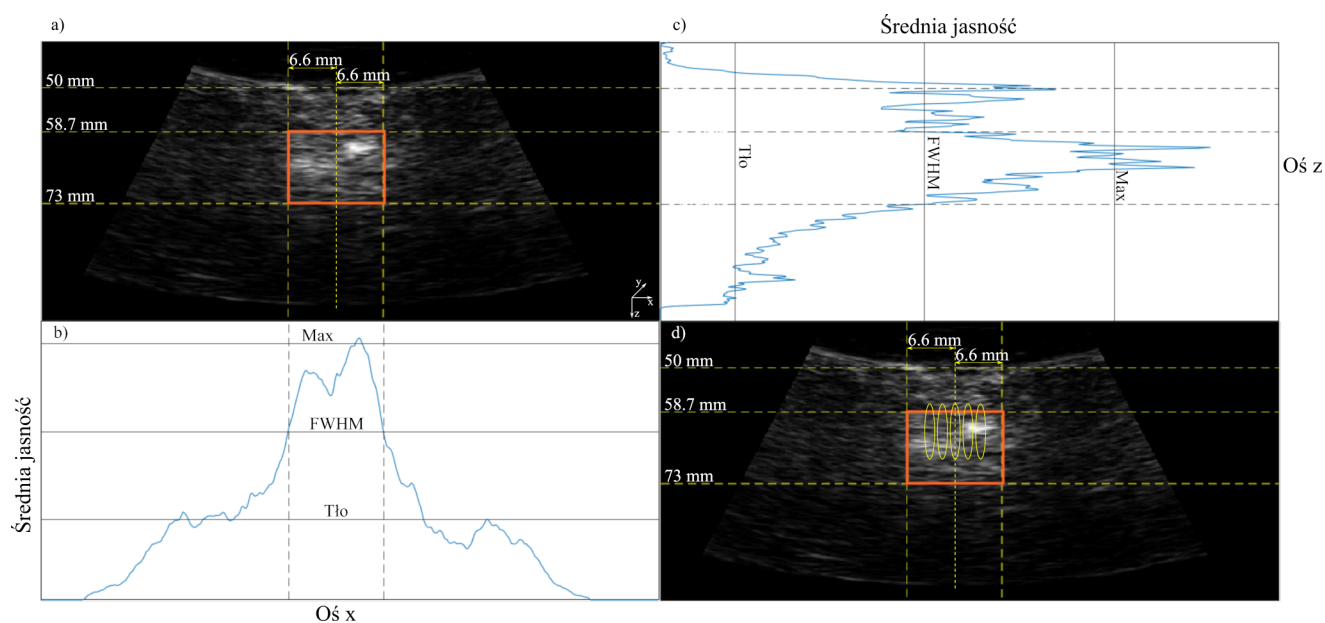 a)
6.6 mm
6.6 mm
50 mm
58.7 mm
73 mm
y
x
z
b)
Max
FWHM
Tło
Średnia jasność
Oś x
c)
Średnia jasność
Tło
FWHM
Max
Oś z
d)
6.6 mm
6.6 mm
50 mm
58.7 mm
73 mm